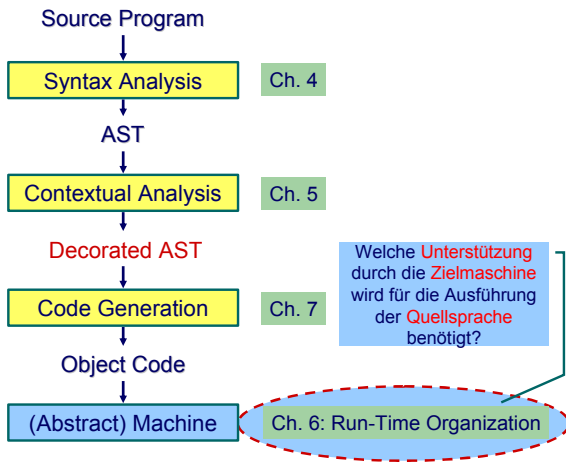 Source Program
Syntax Analysis
Ch. 4
AST
Contextual Analysis
Ch. 5
Decorated AST
Welche Unterstützung
durch die Zielmaschine
wird für die Ausführung
der Quellsprache
benötigt?
Code Generation
Ch. 7
Object Code
(Abstract) Machine
Ch. 6: Run-Time Organization